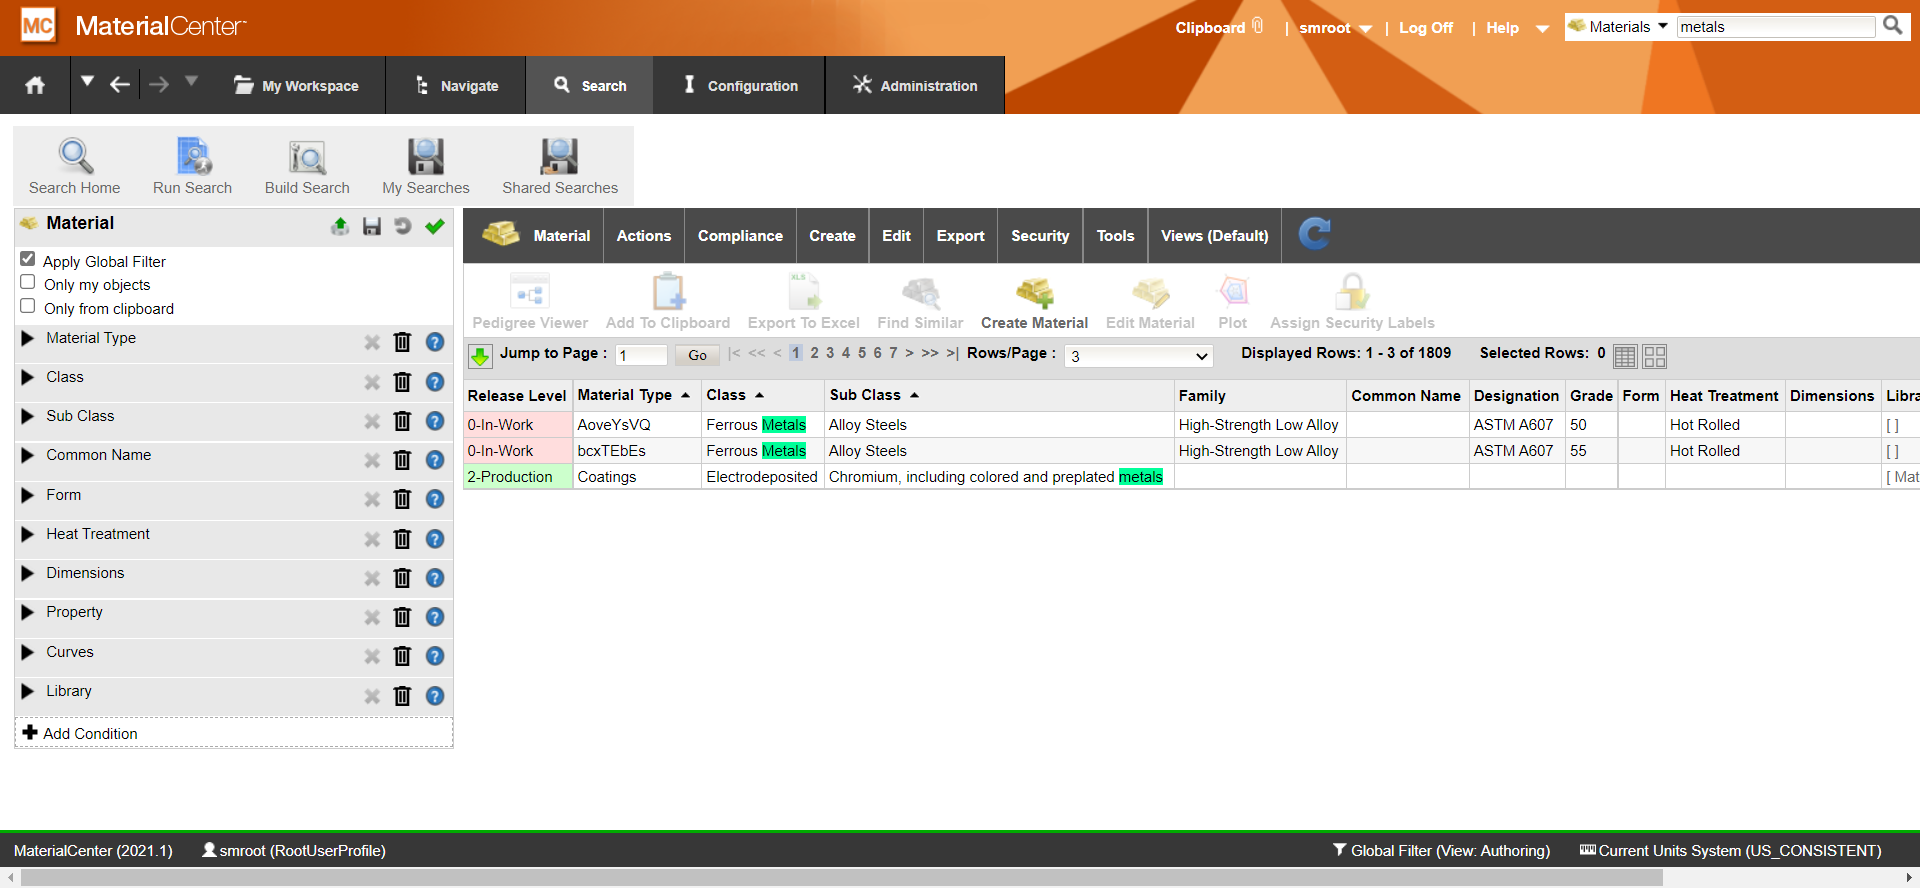 MC MaterialCenter
Clipboard | smroot | Log Off | Help Materials metals
My Workspace Navigate Search Configuration Administration
Search Home Run Search Build Search My Searches Shared Searches
Material
Apply Global Filter
Only my objects
Only from clipboard
Material Type
Class
Sub Class
Common Name
Form
Heat Treatment
Dimensions
Property
Curves
Library
Add Condition
Material Actions Compliance Create Edit Export Security Tools Views (Default)
Pedigree Viewer Add To Clipboard Export To Excel Find Similar Create Material Edit Material Plot Assign Security Labels
Jump to Page : 1 Go |< << < 1 2 3 4 5 6 7 > >> >| Rows/Page : 3 Displayed Rows: 1 - 3 of 1809 Selected Rows: 0
Release Level Material Type Class Sub Class Family Common Name Designation Grade Form Heat Treatment Dimensions Libra
0-In-Work AoveYsVQ Ferrous Metals Alloy Steels High-Strength Low Alloy ASTM A607 50 Hot Rolled [ ]
0-In-Work bcxTEbEs Ferrous Metals Alloy Steels High-Strength Low Alloy ASTM A607 55 Hot Rolled [ ]
2-Production Coatings Electrodeposited Chromium, including colored and preplated metals [ Mat
MaterialCenter (2021.1) smroot (RootUserProfile) Global Filter (View: Authoring) Current Units System (US_CONSISTENT)